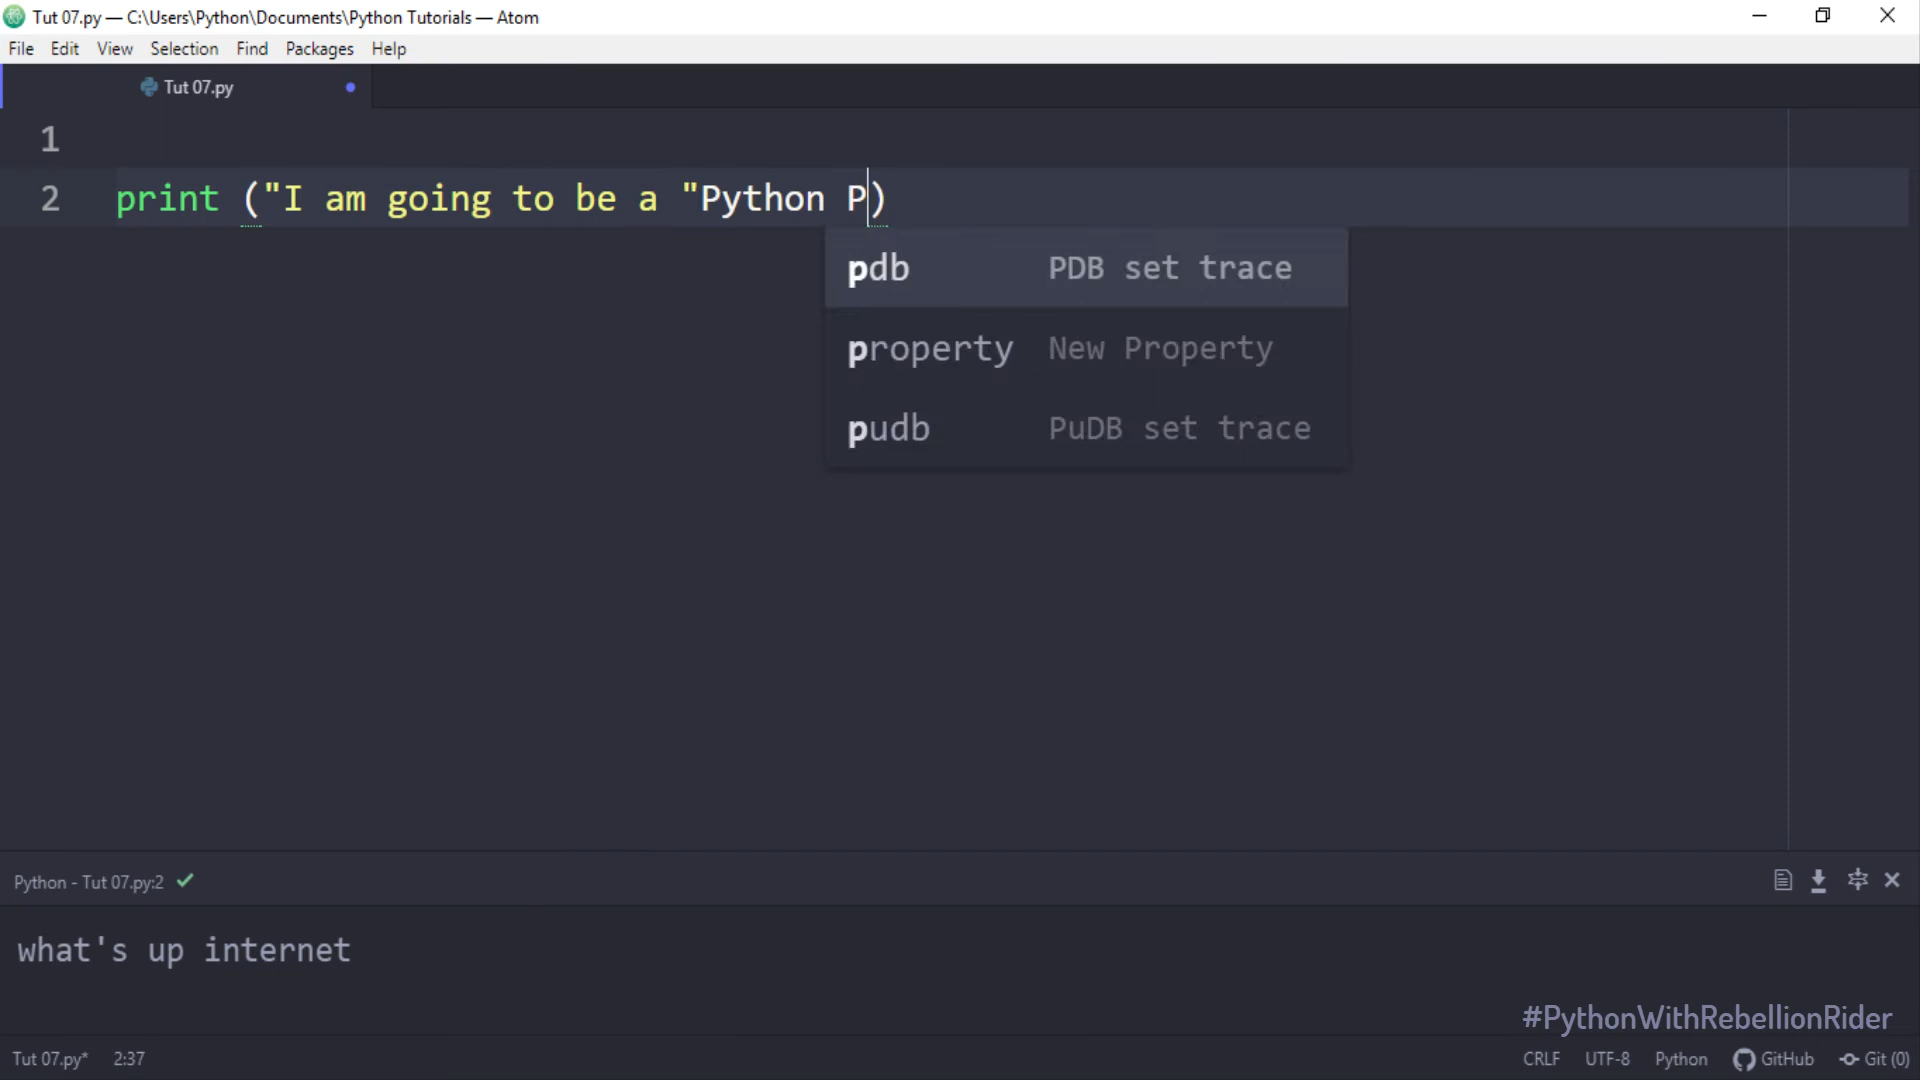 Tut 07.py — C:\Users\Python\Documents\Python Tutorials — Atom
File Edit View Selection Find Packages Help
Tut 07.py
1
2 print ("I am going to be a "Python P)
pdb PDB set trace
property New Property
pudb PuDB set trace
Python - Tut 07.py:2
what's up internet
#PythonWithRebellionRider
Tut 07.py* 2:37 CRLF UTF-8 Python GitHub Git (0)